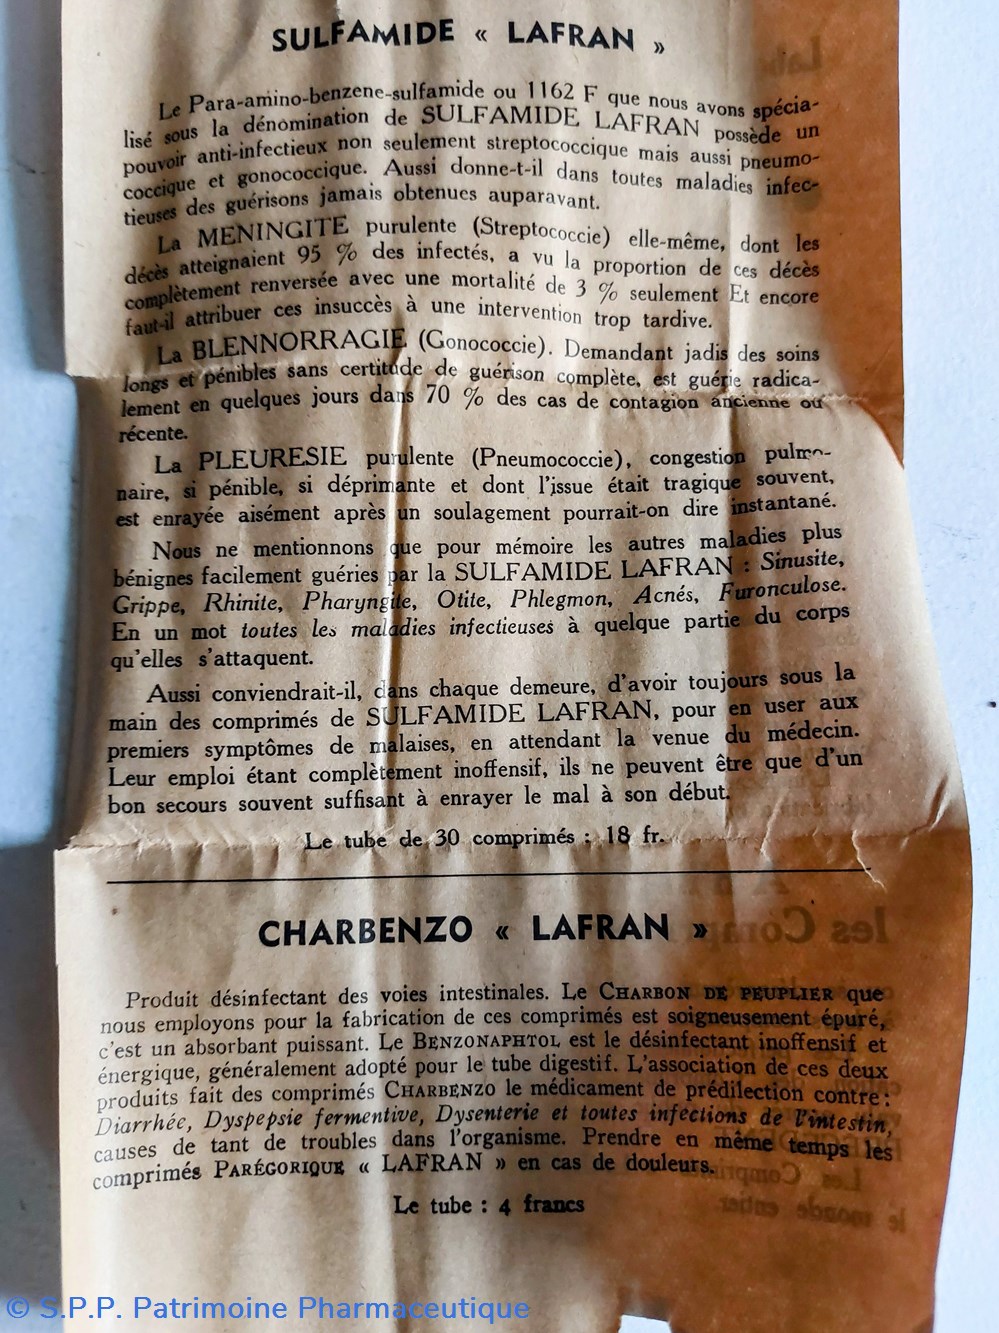 SULFAMIDE « LAFRAN »
Le Para-amino-benzene-sulfamide ou 1162 F que nous avons spécia-
lisé sous la dénomination de SULFAMIDE LAFRAN possède un
pouvoir anti-infectieux non seulement streptococcique mais aussi pneumo-
coccique et gonococcique. Aussi donne-t-il dans toutes maladies infec-
tieuses des guérisons jamais obtenues auparavant.
La MENINGITE purulente (Streptococcie) elle-même, dont les
décès atteignaient 95 % des infectés, a vu la proportion de ces décès
complètement renversée avec une mortalité de 3 % seulement Et encore
faut-il attribuer ces insuccès à une intervention trop tardive.
La BLENNORRAGIE (Gonococcie). Demandant jadis des soins
longs et pénibles sans certitude de guérison complète, est guérie radica-
lement en quelques jours dans 70 % des cas de contagion ancienne ou
récente.
La PLEURESIE purulente (Pneumococcie), congestion pulmo-
naire, si pénible, si déprimante et dont l'issue était tragique souvent,
est enrayée aisément après un soulagement pourrait-on dire instantané.
Nous ne mentionnons que pour mémoire les autres maladies plus
bénignes facilement guéries par la SULFAMIDE LAFRAN : Sinusite,
Grippe, Rhinite, Pharyngite, Otite, Phlegmon, Acnés, Furonculose.
En un mot toutes les maladies infectieuses à quelque partie du corps
qu'elles s'attaquent.
Aussi conviendrait-il, dans chaque demeure, d'avoir toujours sous la
main des comprimés de SULFAMIDE LAFRAN, pour en user aux
premiers symptômes de malaises, en attendant la venue du médecin.
Leur emploi étant complètement inoffensif, ils ne peuvent être que d'un
bon secours souvent suffisant à enrayer le mal à son début.
Le tube de 30 comprimés : 18 fr.
CHARBENZO « LAFRAN »
Produit désinfectant des voies intestinales. Le CHARBON DE PEUPLIER que
nous employons pour la fabrication de ces comprimés est soigneusement épuré,
c'est un absorbant puissant. Le BENZONAPHTOL est le désinfectant inoffensif et
énergique, généralement adopté pour le tube digestif. L'association de ces deux
produits fait des comprimés CHARBENZO le médicament de prédilection contre :
Diarrhée, Dyspepsie fermentive, Dysenterie et toutes infections de l'intestin,
causes de tant de troubles dans l'organisme. Prendre en même temps les
comprimés PARÉGORIQUE « LAFRAN » en cas de douleurs.
Le tube : 4 francs
© S.P.P. Patrimoine Pharmaceutique